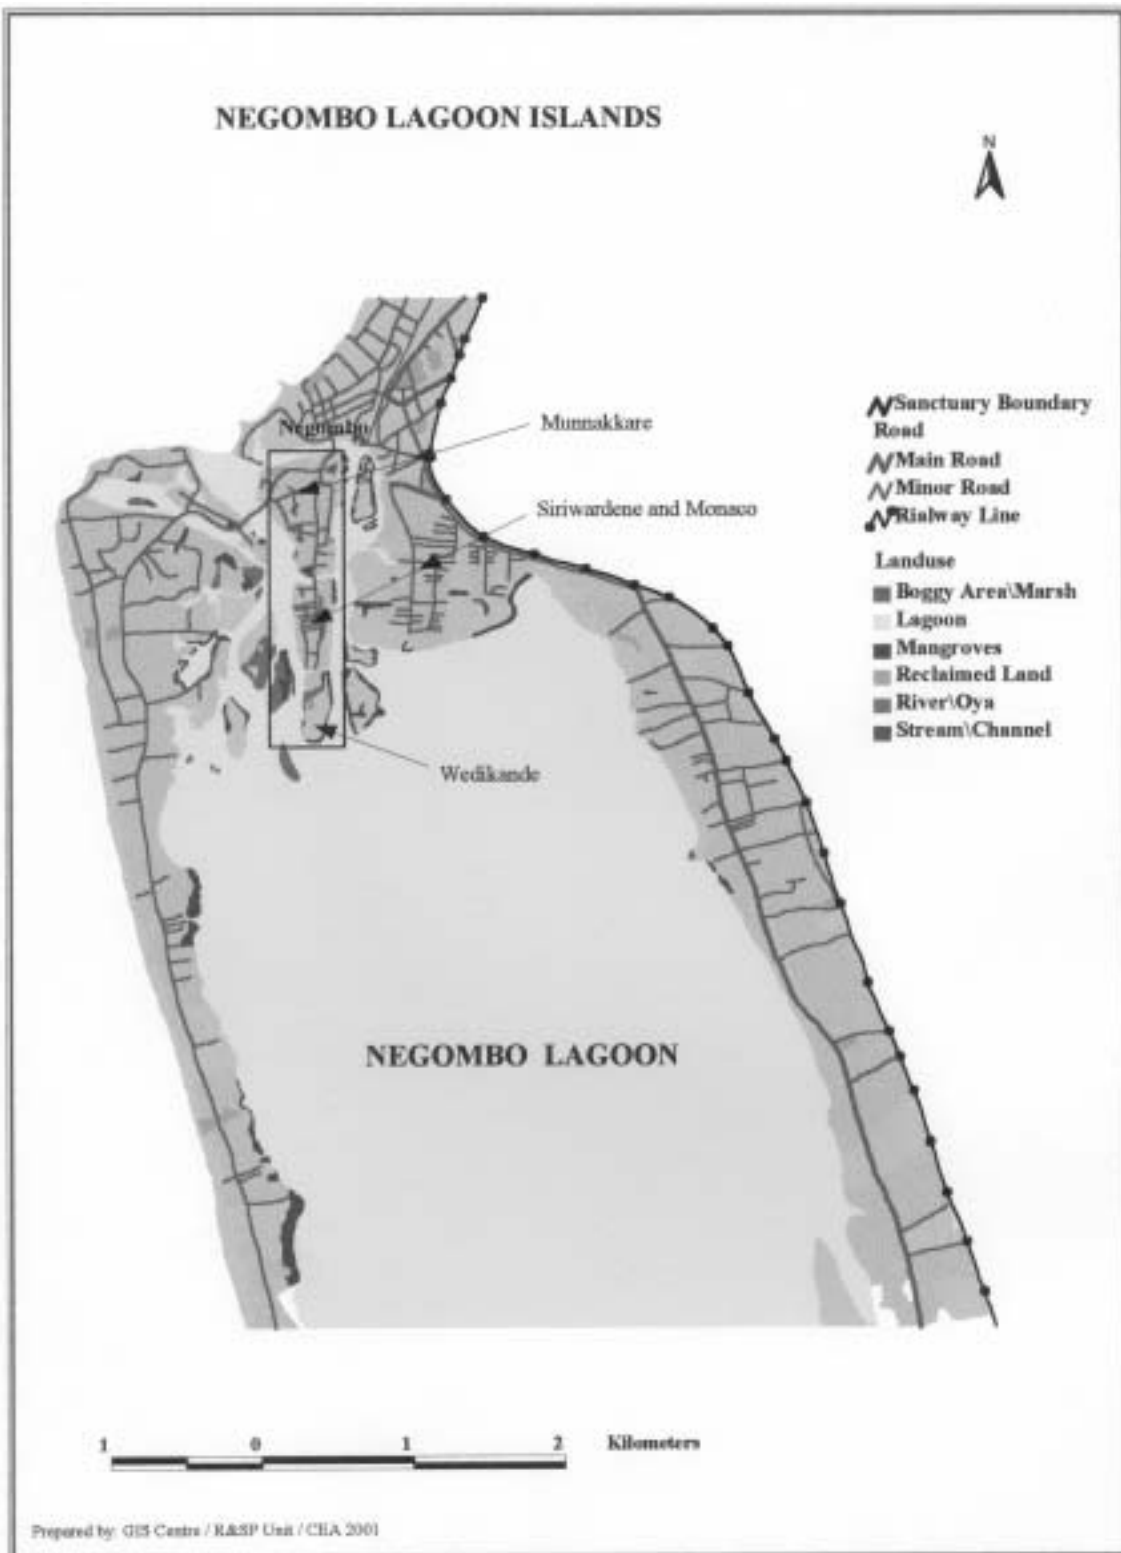 NEGOMBO LAGOON ISLANDS
N
Negombo
Munnakkare
Siriwardene and Monaco
Wedikande
Sanctuary Boundary
Road
Main Road
Minor Road
Rialway Line
Landuse
Boggy Area\Marsh
Lagoon
Mangroves
Reclaimed Land
River\Oya
Stream\Channel
NEGOMBO LAGOON
1 0 1 2 Kilometers
Prepared by: GIS Centre / R&SP Unit / CEA 2001